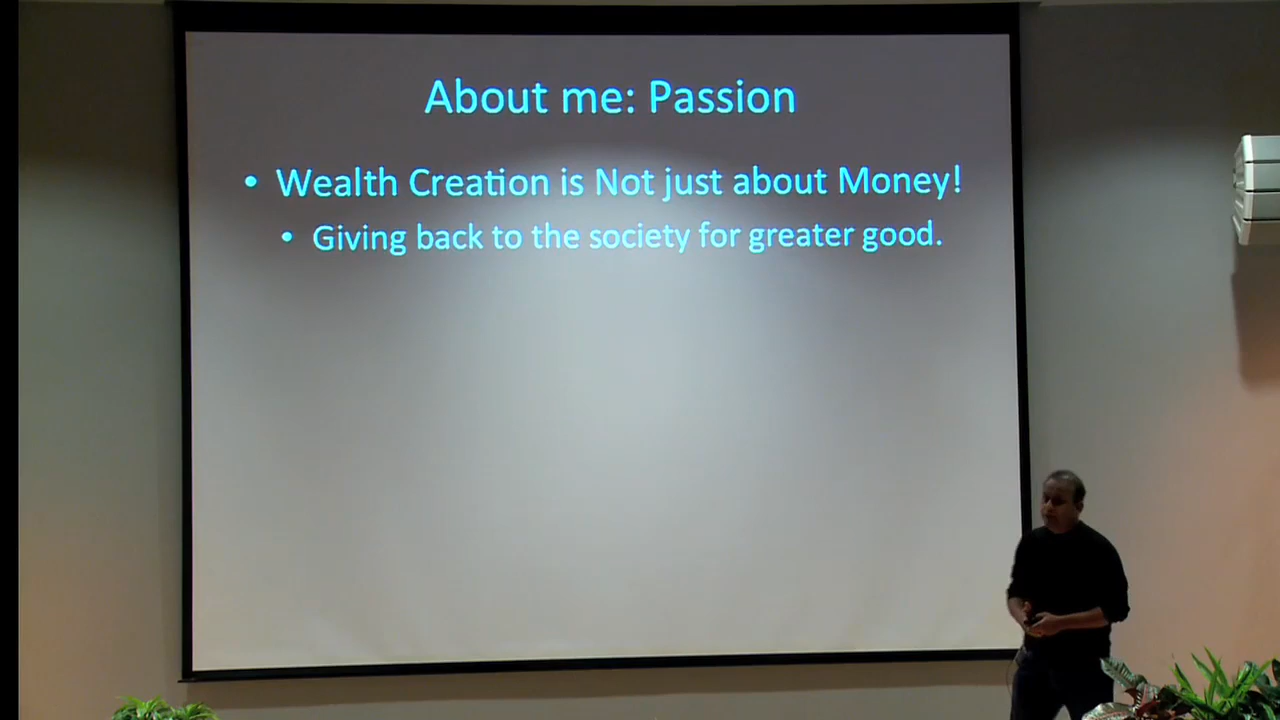 About me: Passion
• Wealth Creation is Not just about Money!
• Giving back to the society for greater good.